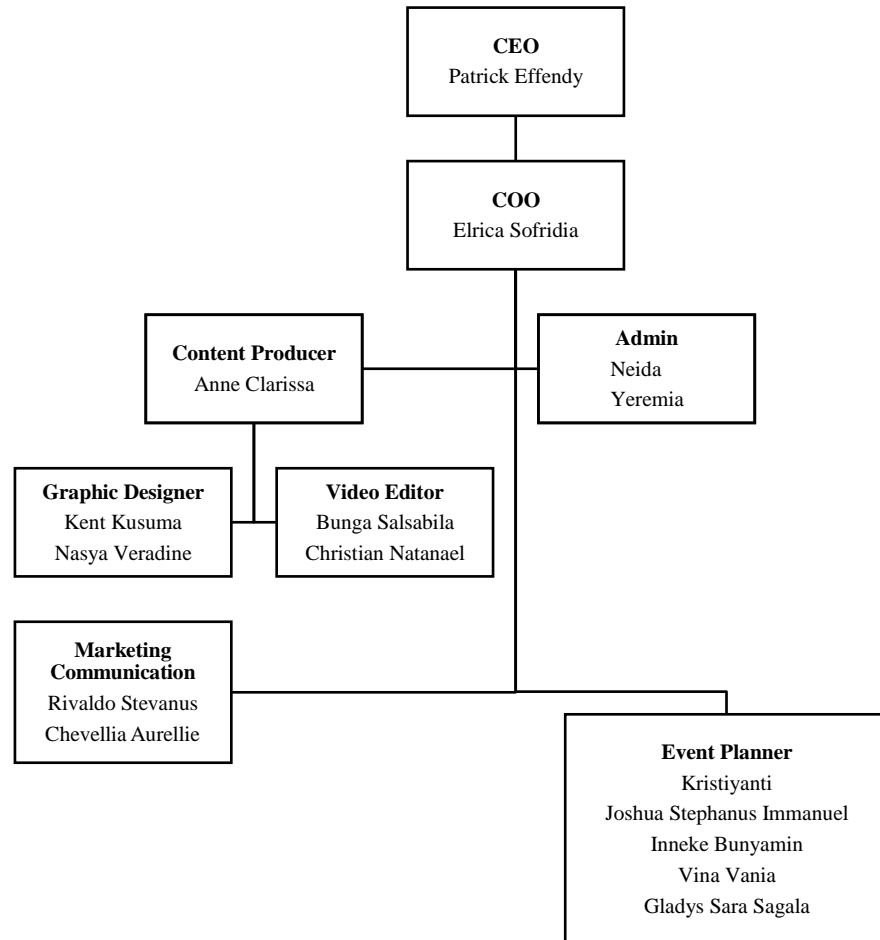 CEO
Patrick Effendy
COO
Elrica Sofridia
Content Producer
Anne Clarissa
Admin
Neida
Yeremia
Graphic Designer
Kent Kusuma
Nasya Veradine
Video Editor
Bunga Salsabila
Christian Natanael
Marketing
Communication
Rivaldo Stevanus
Chevellia Aurellie
Event Planner
Kristiyanti
Joshua Stephanus Immanuel
Inneke Bunyamin
Vina Vania
Gladys Sara Sagala